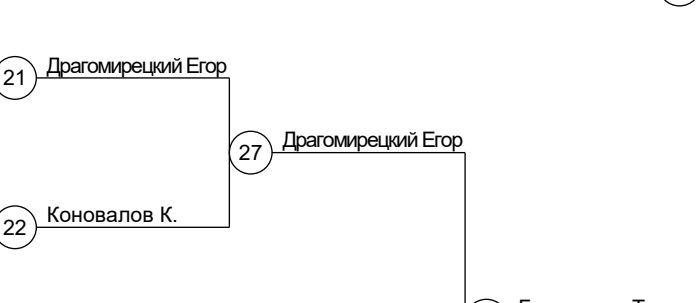 21 Драгомирецкий Егор
27 Драгомирецкий Егор
22 Коновалов К.